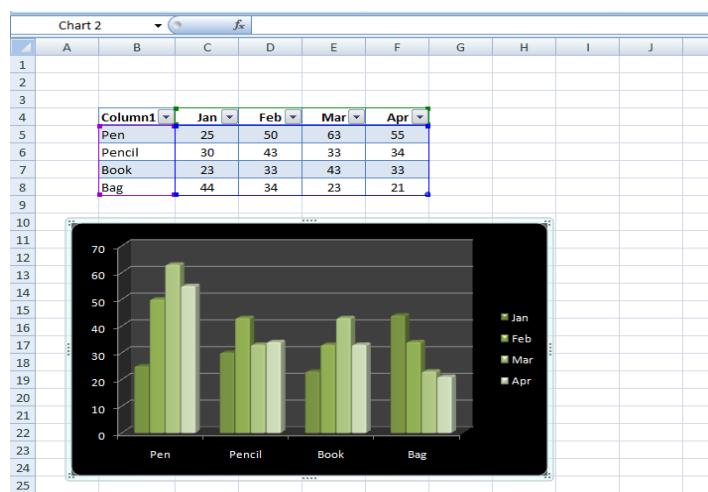 Chart 2 fx
A B C D E F G H I J
1
2
3
4 Column1 Jan Feb Mar Apr
5 Pen 25 50 63 55
6 Pencil 30 43 33 34
7 Book 23 33 43 33
8 Bag 44 34 23 21
9
10
11
12
13
14
15
16
17
18
19
20
21
22
23
24
25
70
60
50
40
30
20
10
0
Pen Pencil Book Bag
Jan
Feb
Mar
Apr